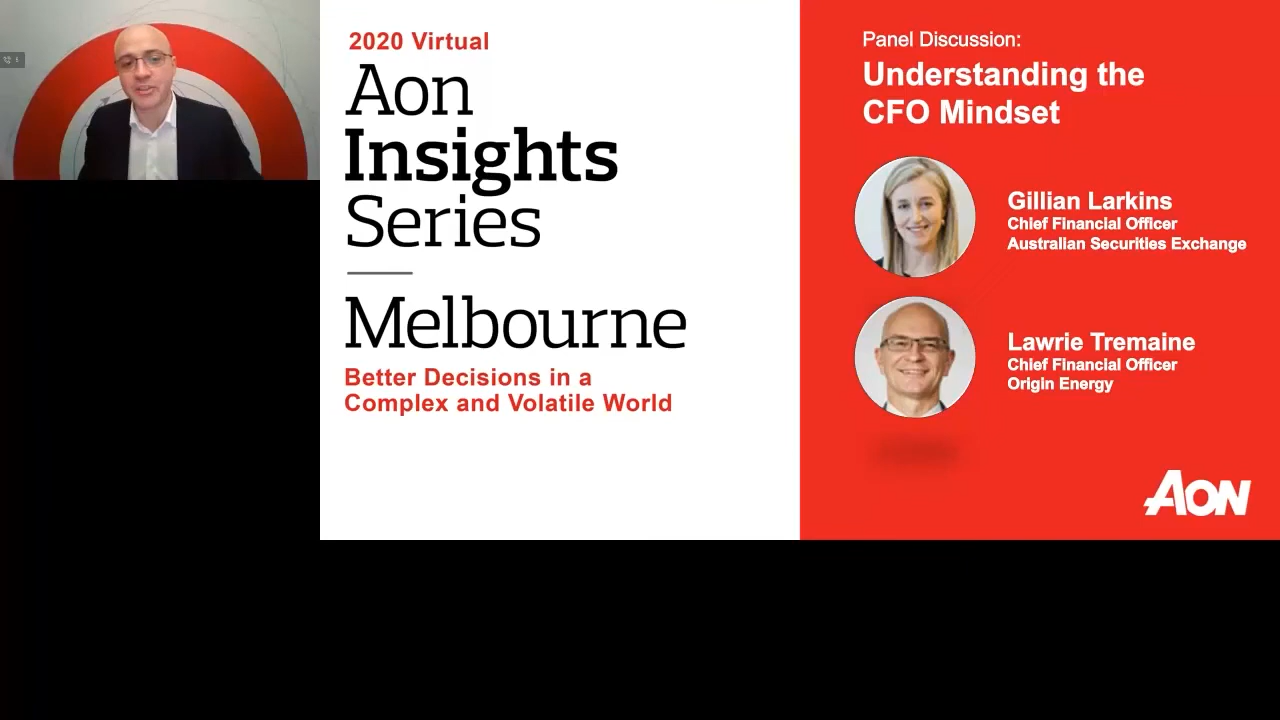 2020 Virtual
Aon
Insights
Series
Melbourne
Better Decisions in a
Complex and Volatile World
Panel Discussion:
Understanding the
CFO Mindset
Gillian Larkins
Chief Financial Officer
Australian Securities Exchange
Lawrie Tremaine
Chief Financial Officer
Origin Energy
AON